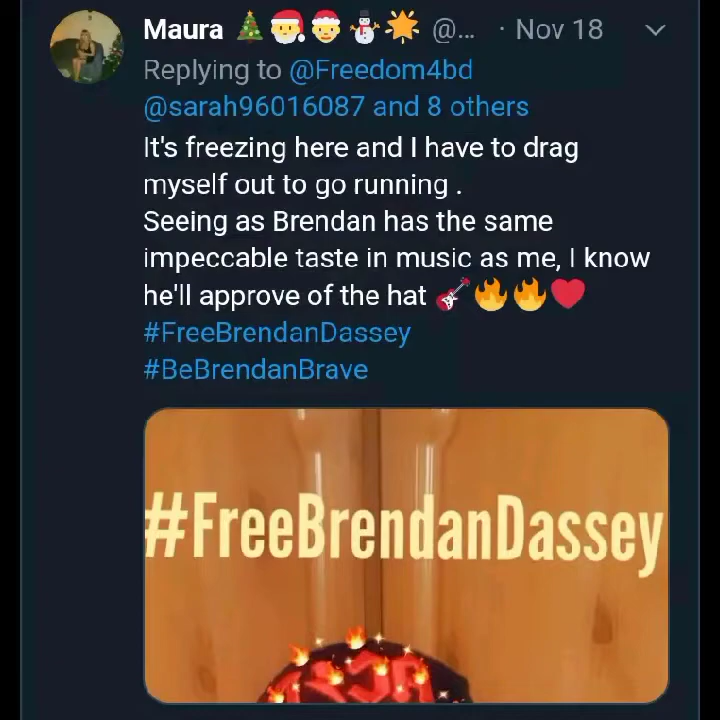 Maura 🎄🎅🤶⛄🌟 @... · Nov 18
Replying to @Freedom4bd
@sarah96016087 and 8 others
It's freezing here and I have to drag
myself out to go running .
Seeing as Brendan has the same
impeccable taste in music as me, I know
he'll approve of the hat 🎸🔥🔥❤️
#FreeBrendanDassey
#BeBrendanBrave
#FreeBrendanDassey